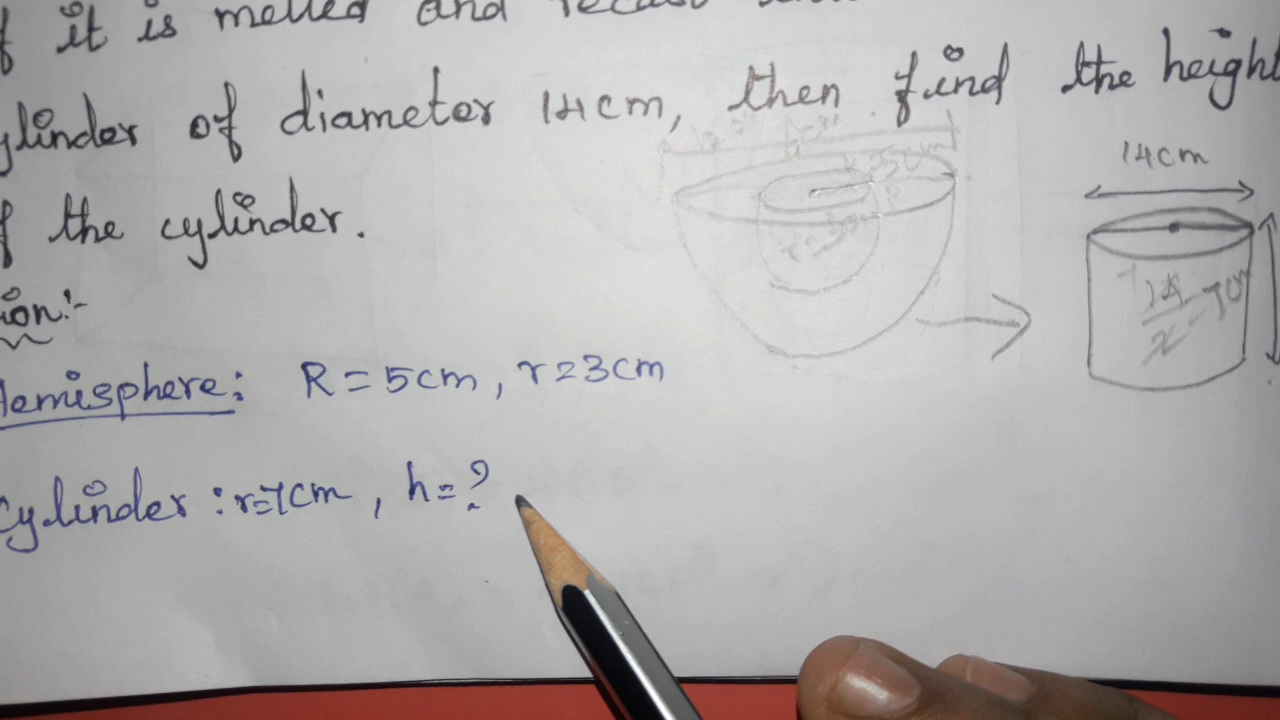 f it is melted and
ylinder of diameter 14cm, then find the height
f the cylinder.
14cm
ion:-
Hemisphere: R = 5cm, r=3cm
Cylinder : r=7cm, h=?